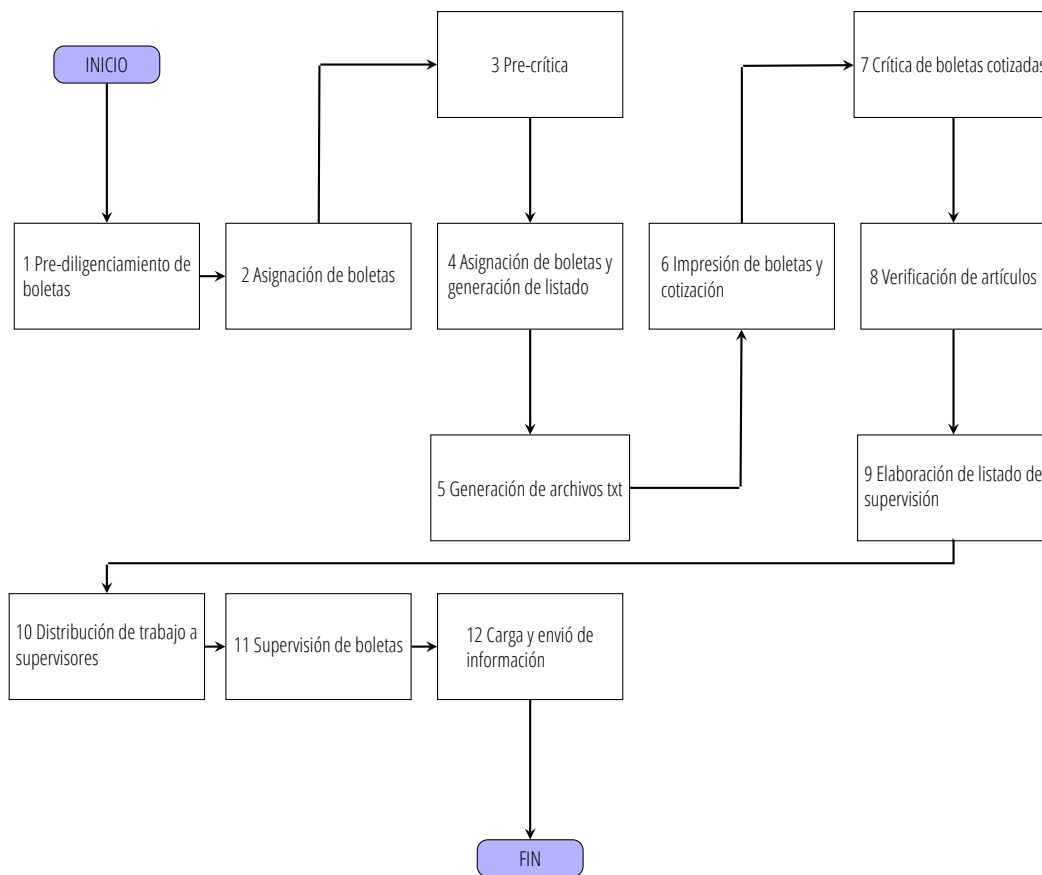 INICIO
1 Pre-diligenciamiento de
boletas
2 Asignación de boletas
3 Pre-crítica
4 Asignación de boletas y
generación de listado
5 Generación de archivos txt
6 Impresión de boletas y
cotización
7 Crítica de boletas cotizadas
8 Verificación de artículos
9 Elaboración de listado de
supervisión
10 Distribución de trabajo a
supervisores
11 Supervisión de boletas
12 Carga y envió de
información
FIN